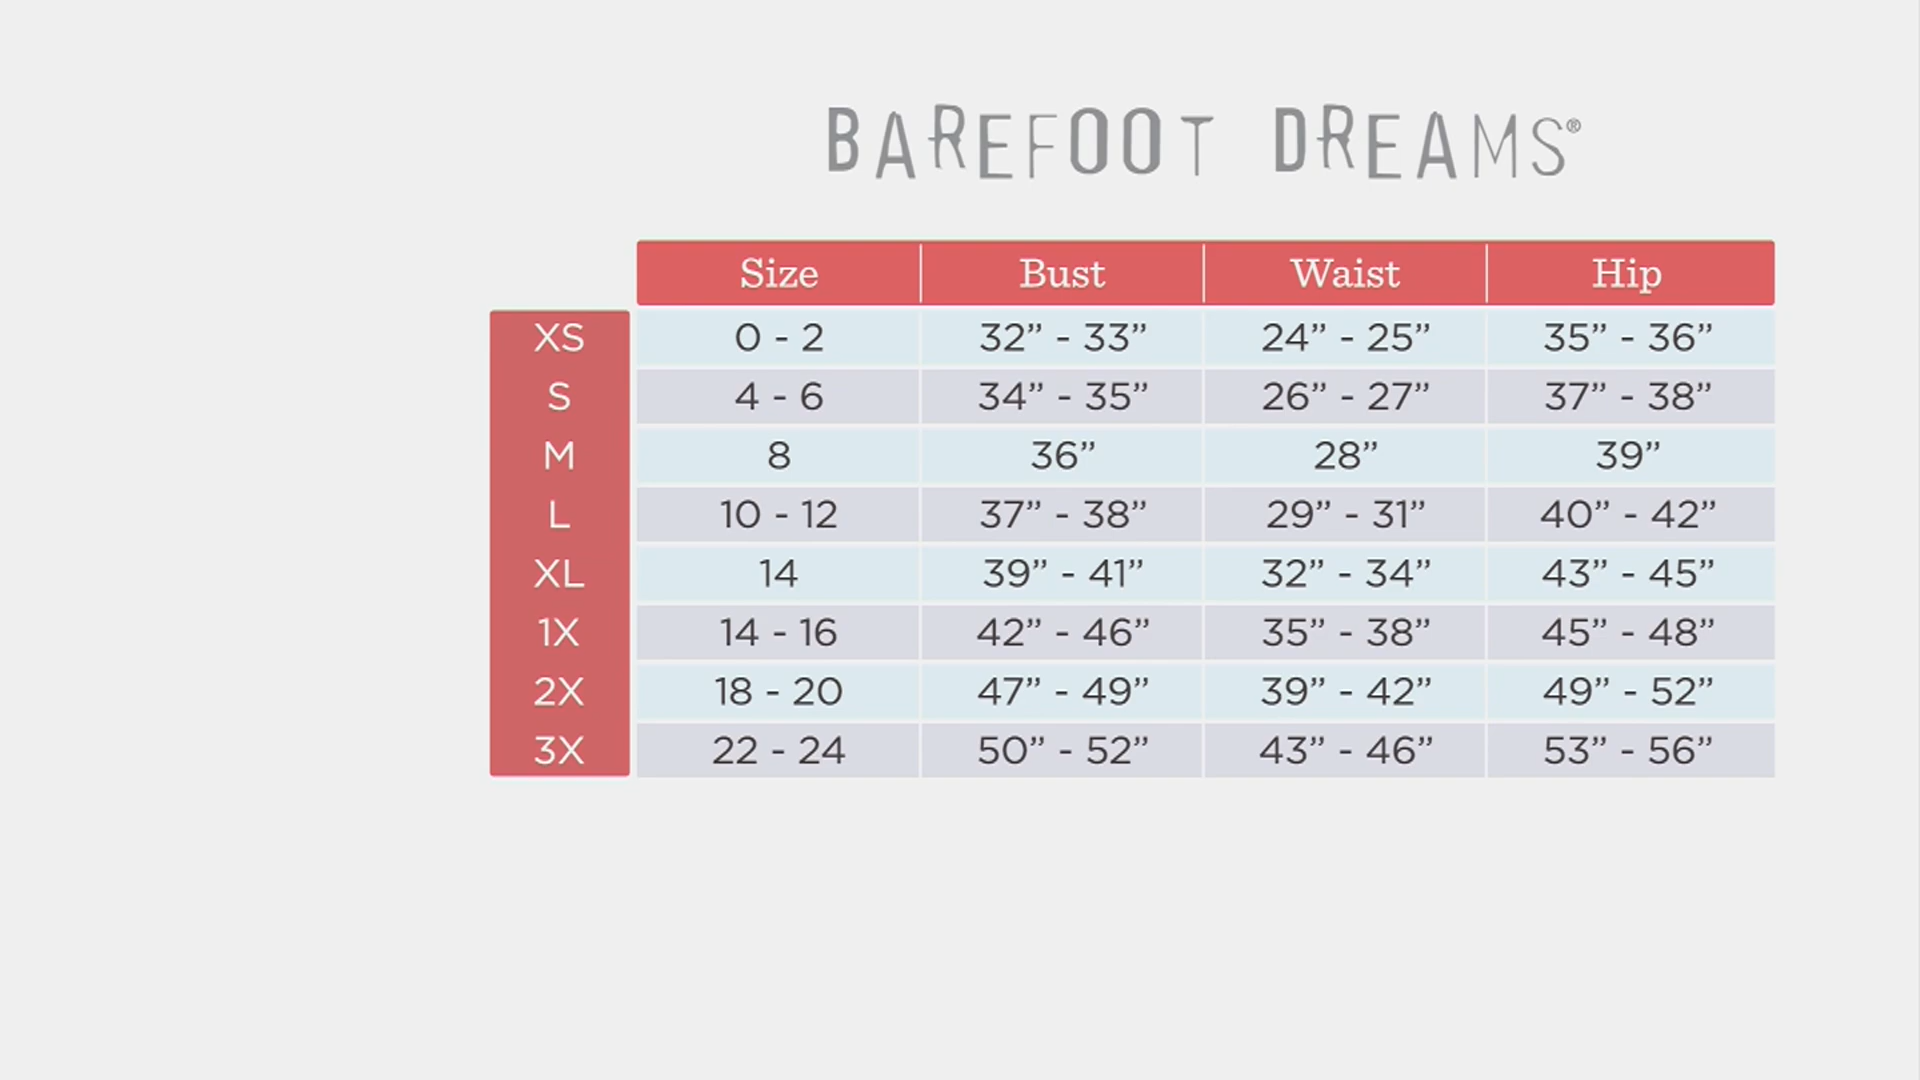 BAREFOOT DREAMS®
Size Bust Waist Hip
XS 0 - 2 32” - 33” 24” - 25” 35” - 36”
S 4 - 6 34” - 35” 26” - 27” 37” - 38”
M 8 36” 28” 39”
L 10 - 12 37” - 38” 29” - 31” 40” - 42”
XL 14 39” - 41” 32” - 34” 43” - 45”
1X 14 - 16 42” - 46” 35” - 38” 45” - 48”
2X 18 - 20 47” - 49” 39” - 42” 49” - 52”
3X 22 - 24 50” - 52” 43” - 46” 53” - 56”